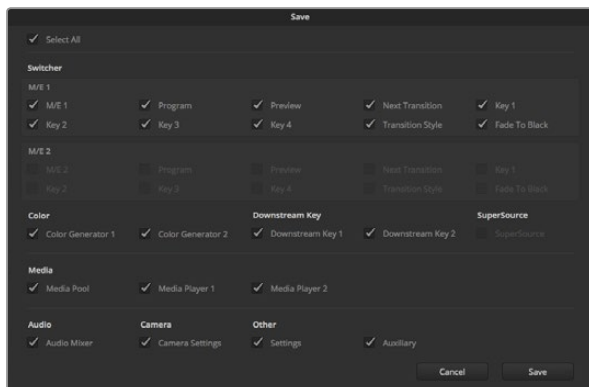 Save
Select All
Switcher
M/E 1
M/E 1 Program Preview Next Transition Key 1
Key 2 Key 3 Key 4 Transition Style Fade To Black
M/E 2
M/E 2 Program Preview Next Transition Key 1
Key 2 Key 3 Key 4 Transition Style Fade To Black
Color Downstream Key SuperSource
Color Generator 1 Color Generator 2 Downstream Key 1 Downstream Key 2 SuperSource
Media
Media Pool Media Player 1 Media Player 2
Audio Camera Other
Audio Mixer Camera Settings Settings Auxiliary
Cancel Save